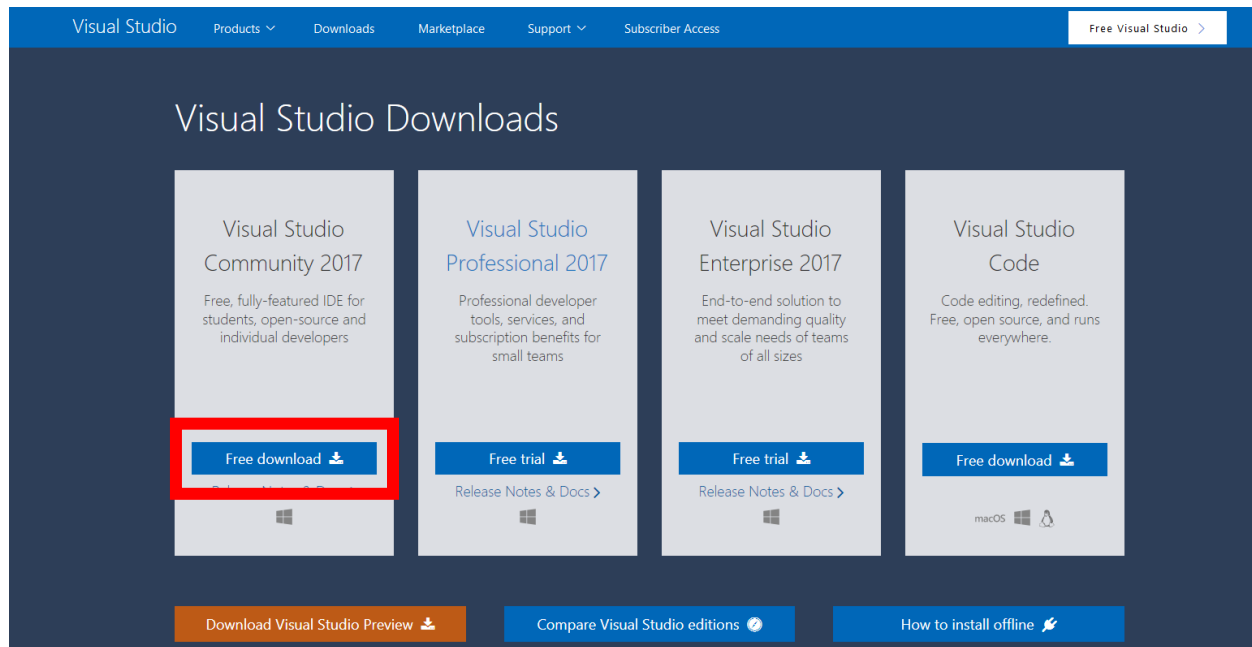 Visual Studio Products Downloads Marketplace Support Subscriber Access Free Visual Studio
Visual Studio Downloads
Visual Studio
Community 2017
Free, fully-featured IDE for
students, open-source and
individual developers
Free download
Visual Studio
Professional 2017
Professional developer
tools, services, and
subscription benefits for
small teams
Free trial
Release Notes & Docs
Visual Studio
Enterprise 2017
End-to-end solution to
meet demanding quality
and scale needs of teams
of all sizes
Free trial
Release Notes & Docs
Visual Studio
Code
Code editing, redefined.
Free, open source, and runs
everywhere.
Free download
macOS
Download Visual Studio Preview
Compare Visual Studio editions
How to install offline